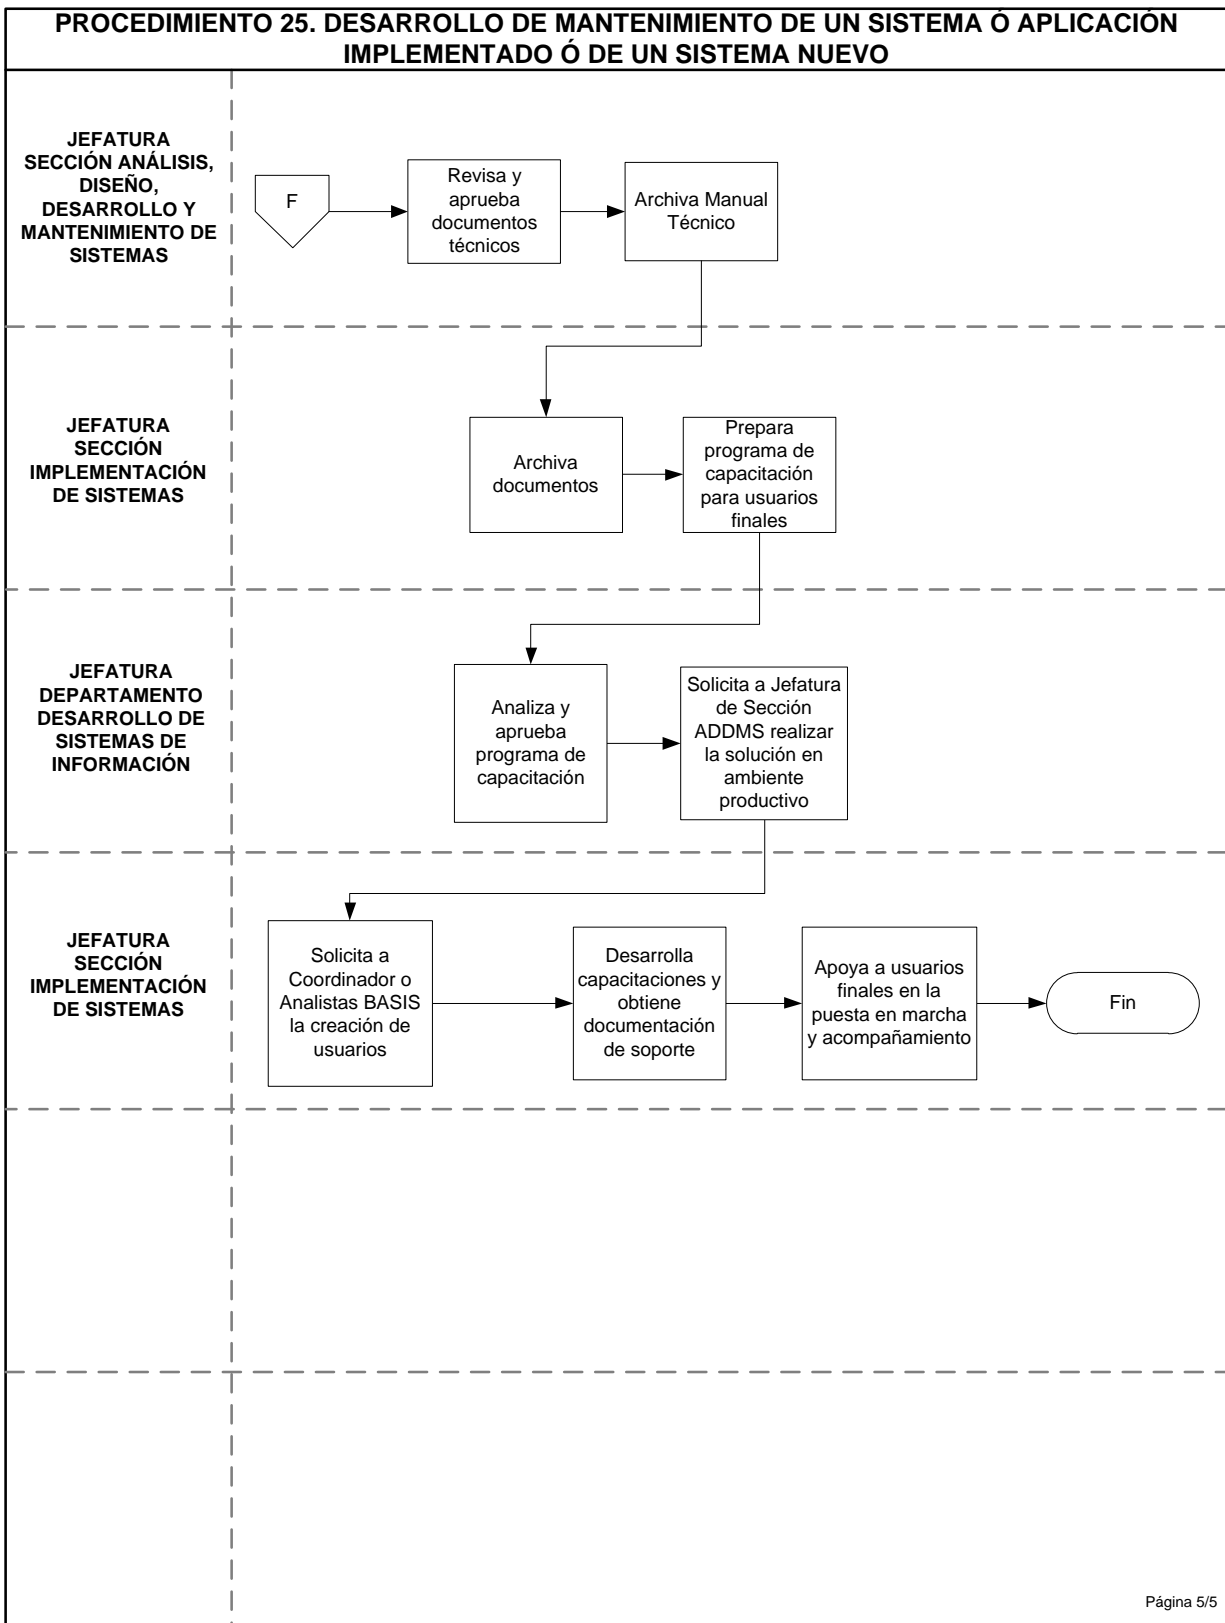 PROCEDIMIENTO 25. DESARROLLO DE MANTENIMIENTO DE UN SISTEMA Ó APLICACIÓN
IMPLEMENTADO Ó DE UN SISTEMA NUEVO
JEFATURA
SECCIÓN ANÁLISIS,
DISEÑO,
DESARROLLO Y
MANTENIMIENTO DE
SISTEMAS
F
Revisa y
aprueba
documentos
técnicos
Archiva Manual
Técnico
JEFATURA
SECCIÓN
IMPLEMENTACIÓN
DE SISTEMAS
Archiva
documentos
Prepara
programa de
capacitación
para usuarios
finales
JEFATURA
DEPARTAMENTO
DESARROLLO DE
SISTEMAS DE
INFORMACIÓN
Analiza y
aprueba
programa de
capacitación
Solicita a Jefatura
de Sección
ADDMS realizar
la solución en
ambiente
productivo
JEFATURA
SECCIÓN
IMPLEMENTACIÓN
DE SISTEMAS
Solicita a
Coordinador o
Analistas BASIS
la creación de
usuarios
Desarrolla
capacitaciones y
obtiene
documentación
de soporte
Apoya a usuarios
finales en la
puesta en marcha
y acompañamiento
Fin
Página 5/5